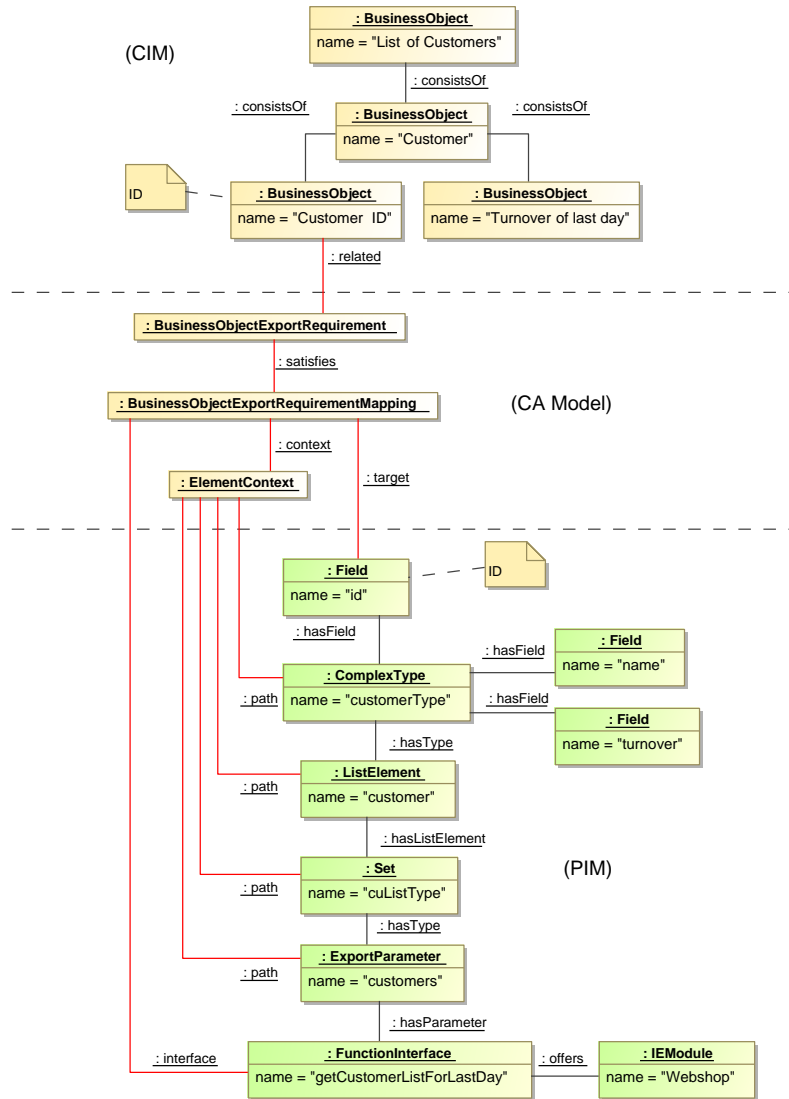 : BusinessObject
name = "List of Customers"
(CIM)
: consistsOf
: consistsOf
: consistsOf
: BusinessObject
name = "Customer"
ID
: BusinessObject
name = "Customer ID"
: BusinessObject
name = "Turnover of last day"
: related
: BusinessObjectExportRequirement
: satisfies
: BusinessObjectExportRequirementMapping
(CA Model)
: context
: ElementContext
: target
: Field
name = "id"
ID
: hasField
: Field
name = "name"
: hasField
: ComplexType
name = "customerType"
: path
: hasField
: Field
name = "turnover"
: hasType
: ListElement
name = "customer"
: path
: hasListElement
: Set
name = "cuListType"
: path
(PIM)
: hasType
: ExportParameter
name = "customers"
: path
: hasParameter
: interface
: FunctionInterface
name = "getCustomerListForLastDay"
: offers
: IEModule
name = "Webshop"